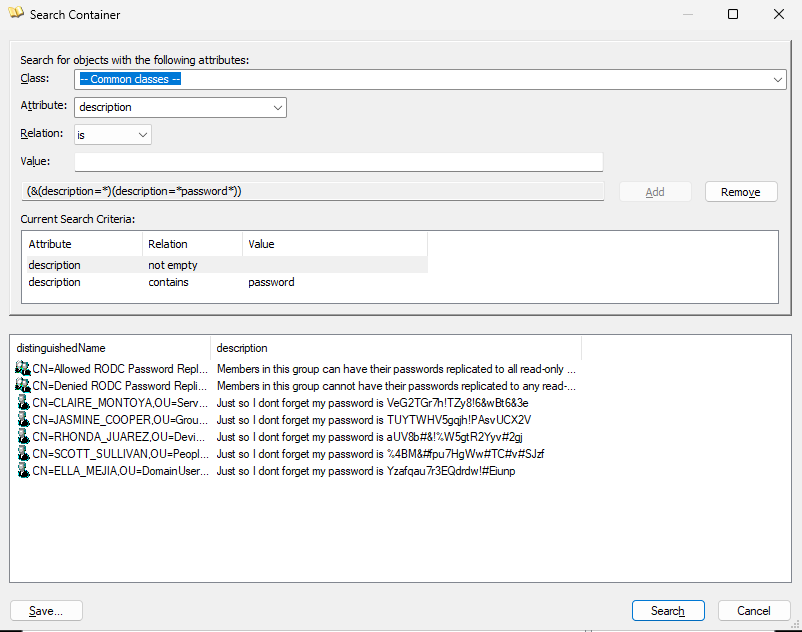 Search Container
Search for objects with the following attributes:
Class: -- Common classes --
Attribute: description
Relation: is
Value:
(&(description=*)(description=*password*))
Add Remove
Current Search Criteria:
Attribute Relation Value
description not empty
description contains password
distinguishedName description
CN=Allowed RODC Password Repl... Members in this group can have their passwords replicated to all read-only ...
CN=Denied RODC Password Repli... Members in this group cannot have their passwords replicated to any read-...
CN=CLAIRE_MONTOYA,OU=Serv... Just so I dont forget my password is VeG2TGr7h!TZy8!6&wBt6&3e
CN=JASMINE_COOPER,OU=Grou... Just so I dont forget my password is TUYTWHV5gqjh!PAsvUCX2V
CN=RHONDA_JUAREZ,OU=Devi... Just so I dont forget my password is aUV8b#&!%W5gtR2Yyv#2gj
CN=SCOTT_SULLIVAN,OU=Peopl... Just so I dont forget my password is %4BM&#fpu7HgWw#TC#v#SJzf
CN=ELLA_MEJIA,OU=DomainUser... Just so I dont forget my password is Yzafqau7r3EQdrdw!#Eiunp
Save... Search Cancel